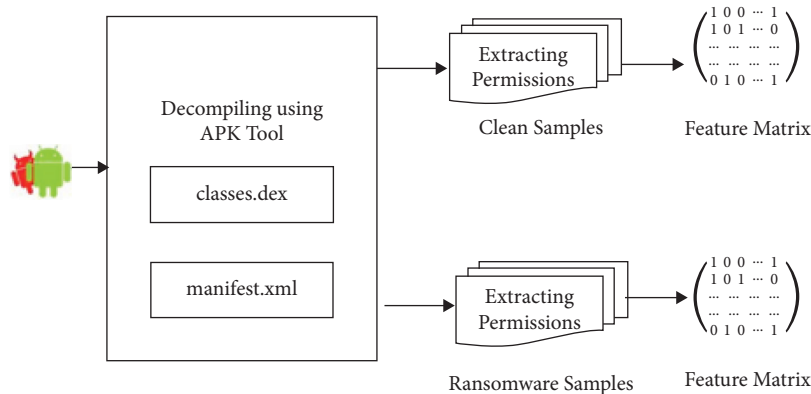 Decompiling using
APK Tool
classes.dex
manifest.xml
Extracting
Permissions
Clean Samples
1 0 0 ... 1
1 0 1 ... 0
... ... ... ...
... ... ... ...
0 1 0 ... 1
Feature Matrix
Extracting
Permissions
Ransomware Samples
1 0 0 ... 1
1 0 1 ... 0
... ... ... ...
... ... ... ...
0 1 0 ... 1
Feature Matrix